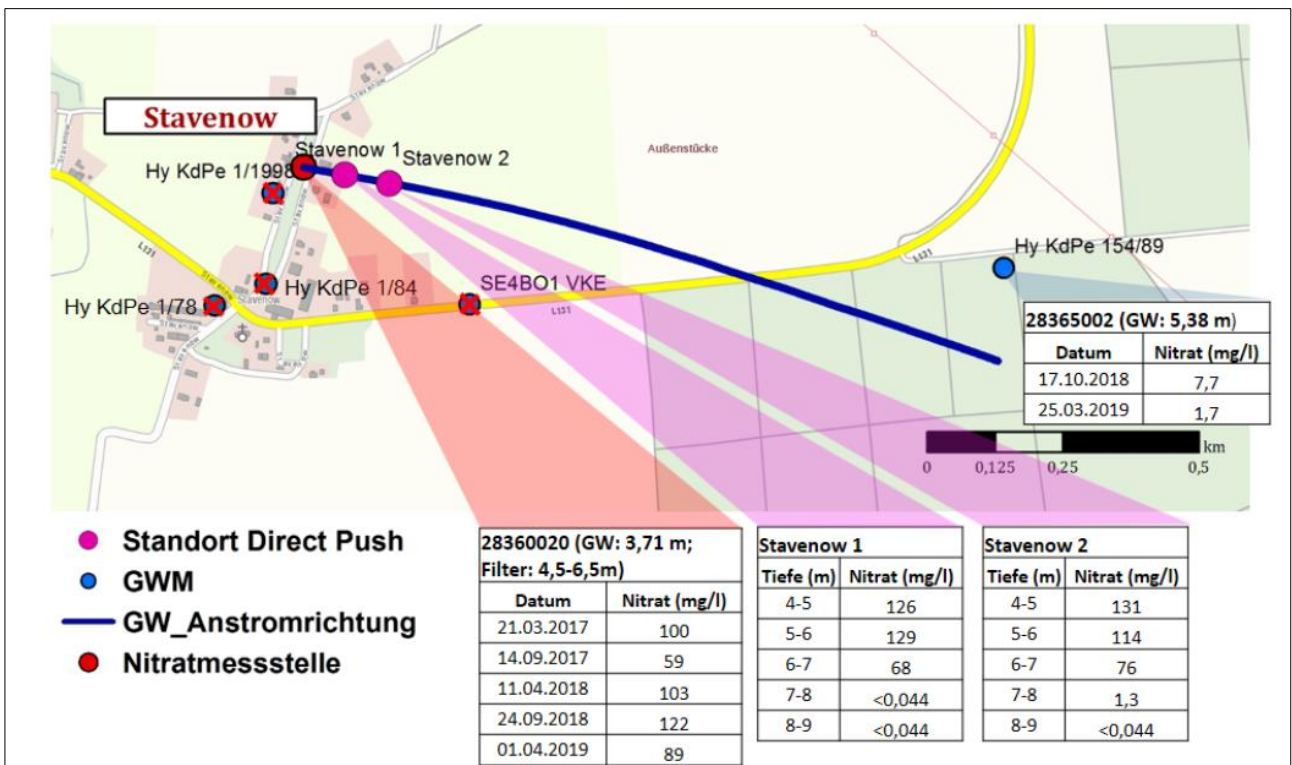 Stavenow
Stavenow 1
Stavenow 2
Hy KdPe 1/1998
Außenstücke
L131
Hy KdPe 154/89
L131
SE4BO1 VKE
L131
Hy KdPe 1/84
Hy KdPe 1/78
Stavenow
Stavenow
Stavenow
Stavenow
28365002 (GW: 5,38 m)
Datum Nitrat (mg/l)
17.10.2018 7,7
25.03.2019 1,7
km
0 0,125 0,25 0,5
Standort Direct Push
GWM
GW_Anstromrichtung
Nitratmessstelle
28360020 (GW: 3,71 m;
Filter: 4,5-6,5m)
Datum Nitrat (mg/l)
21.03.2017 100
14.09.2017 59
11.04.2018 103
24.09.2018 122
01.04.2019 89
Stavenow 1
Tiefe (m) Nitrat (mg/l)
4-5 126
5-6 129
6-7 68
7-8 <0,044
8-9 <0,044
Stavenow 2
Tiefe (m) Nitrat (mg/l)
4-5 131
5-6 114
6-7 76
7-8 1,3
8-9 <0,044